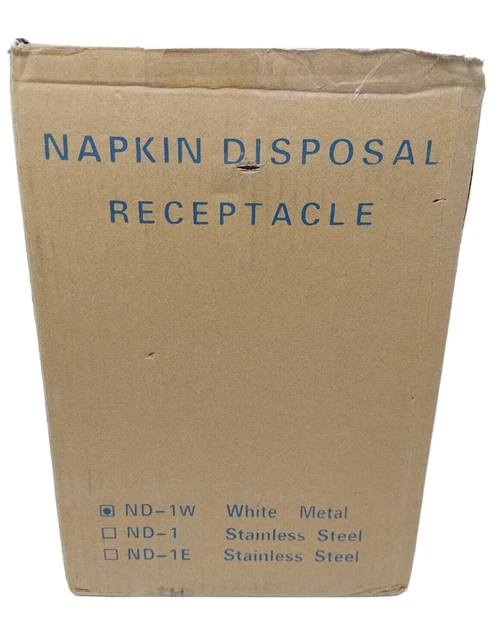 NAPKIN DISPOSAL
RECEPTACLE
ND-1W White Metal
ND-1 Stainless Steel
ND-1E Stainless Steel